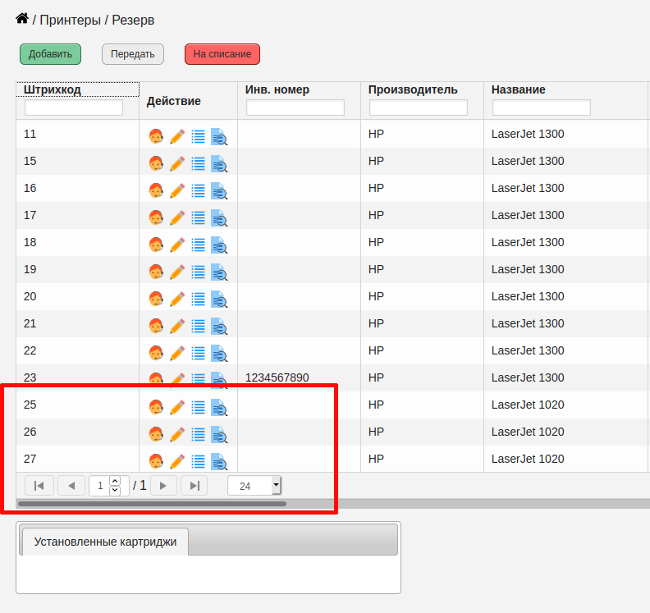 / Принтеры / Резерв
Добавить Передать На списание
Штрихкод Действие Инв. номер Производитель Название
11 HP LaserJet 1300
15 HP LaserJet 1300
16 HP LaserJet 1300
17 HP LaserJet 1300
18 HP LaserJet 1300
19 HP LaserJet 1300
20 HP LaserJet 1300
21 HP LaserJet 1300
22 HP LaserJet 1300
23 1234567890 HP LaserJet 1300
25 HP LaserJet 1020
26 HP LaserJet 1020
27 HP LaserJet 1020
1 / 1 24
Установленные картриджи